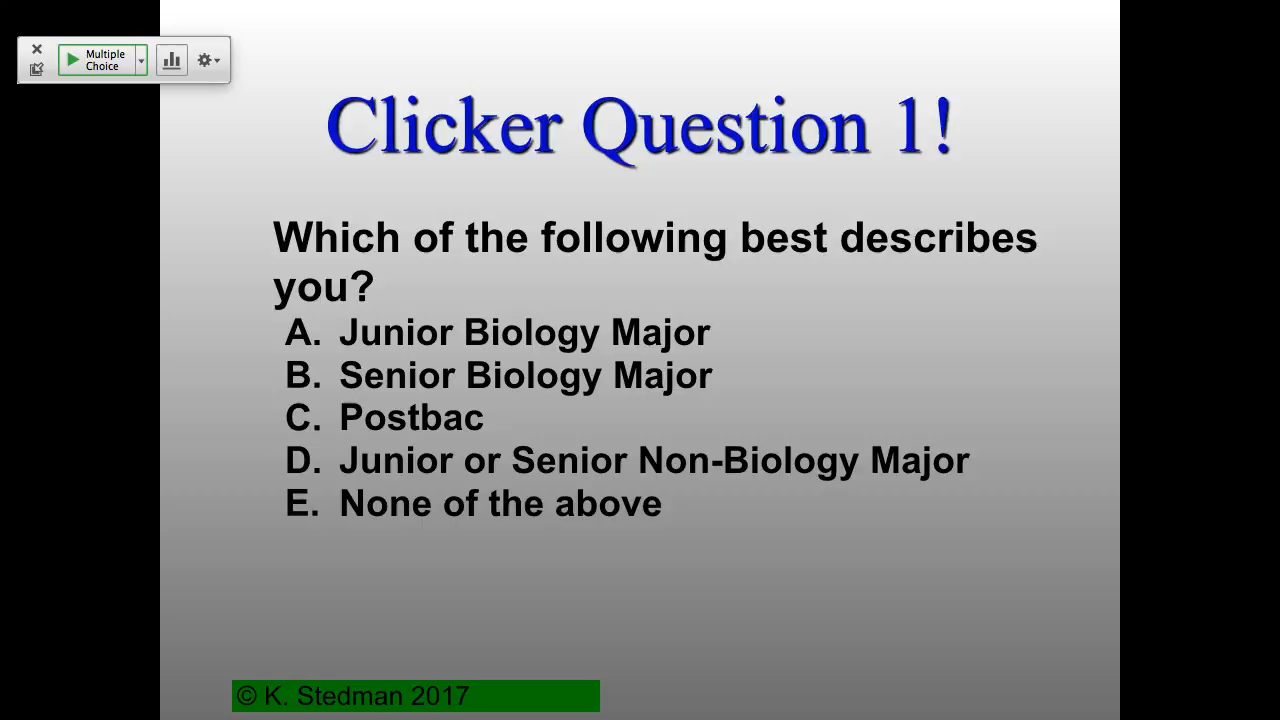 Multiple
Choice
Clicker Question 1!
Which of the following best describes
you?
A. Junior Biology Major
B. Senior Biology Major
C. Postbac
D. Junior or Senior Non-Biology Major
E. None of the above
© K. Stedman 2017